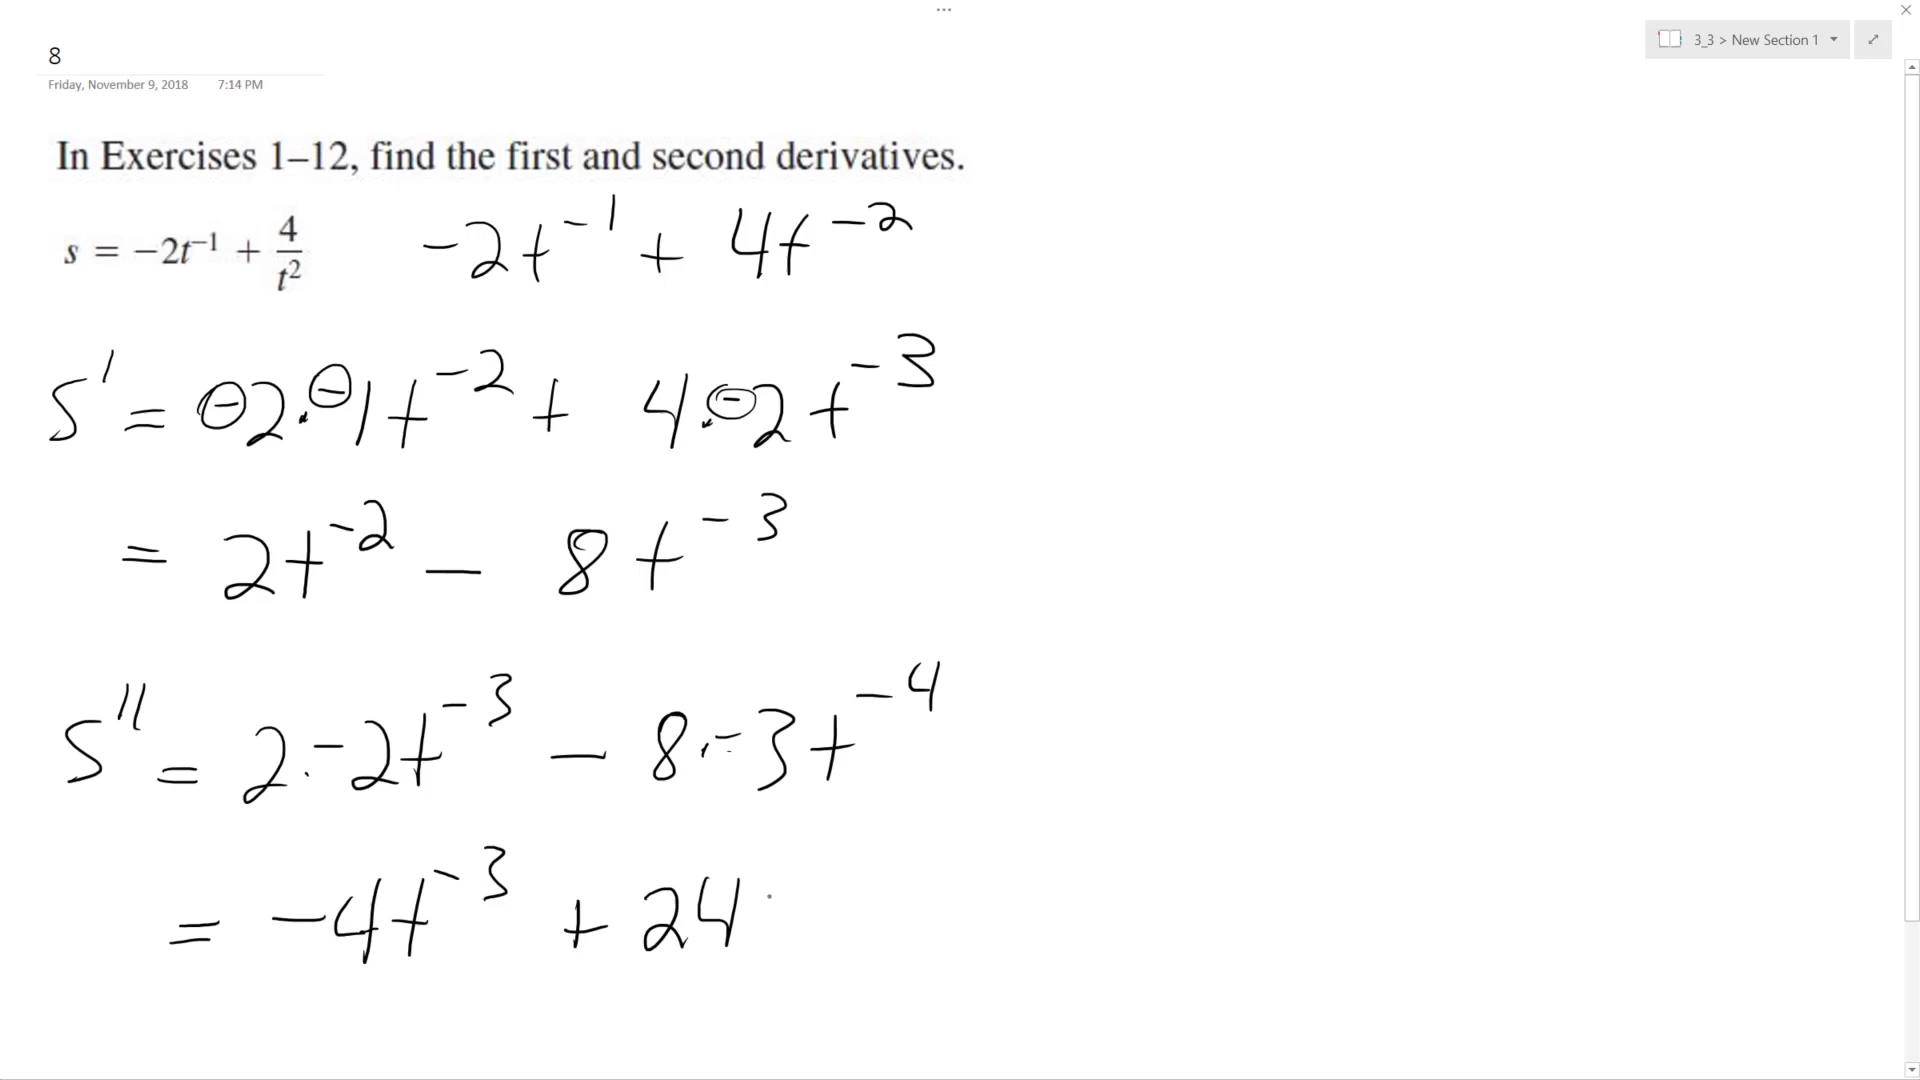 ...
3_3 > New Section 1
8
Friday, November 9, 2018 7:14 PM
In Exercises 1–12, find the first and second derivatives.
s = −2t⁻¹ + 4/t² -2t⁻¹ + 4t⁻²
S' = -2·-1t⁻² + 4·-2t⁻³
= 2t⁻² - 8t⁻³
S'' = 2·-2t⁻³ - 8·-3t⁻⁴
= -4t⁻³ + 24